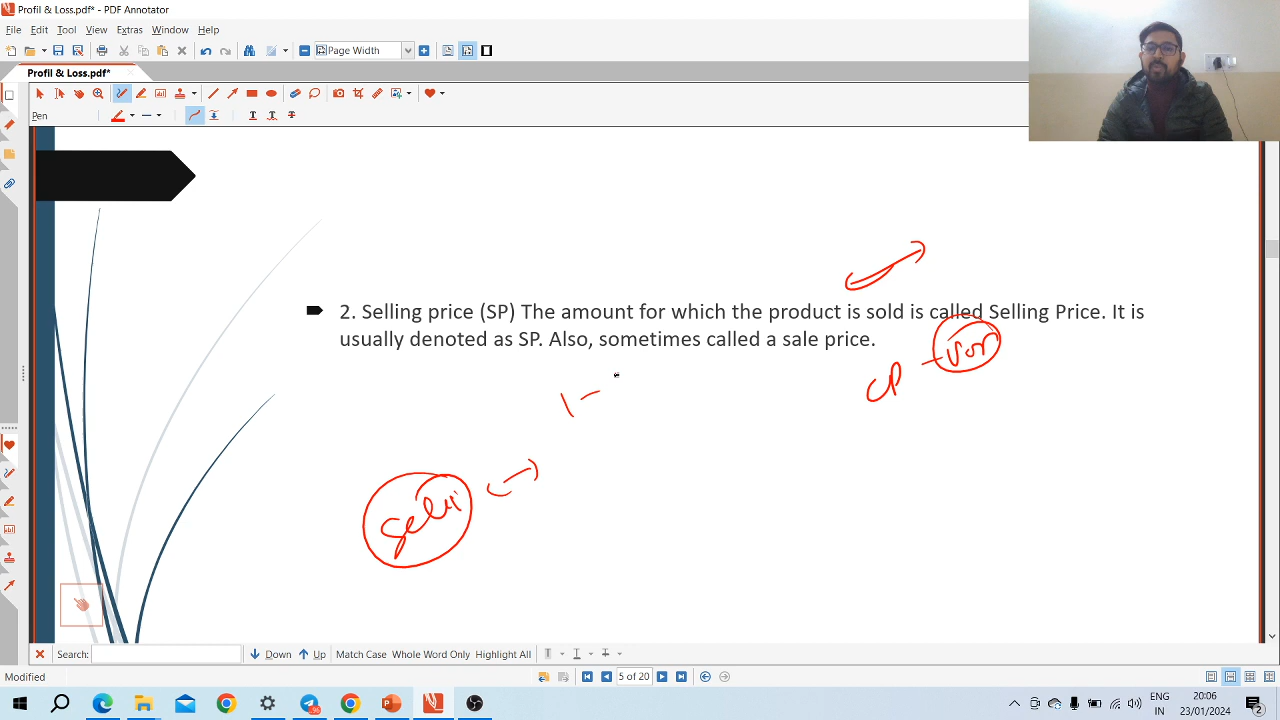 Profil & Loss.pdf* - PDF Annotator
File Edit Tool View Extras Window Help
Page Width
Profil & Loss.pdf*
Pen
2. Selling price (SP) The amount for which the product is sold is called Selling Price. It is
usually denoted as SP. Also, sometimes called a sale price.
CP
Search: Down Up Match Case Whole Word Only Highlight All
Modified 5 of 20
ENG 20:06
IN 23/01/2024 2